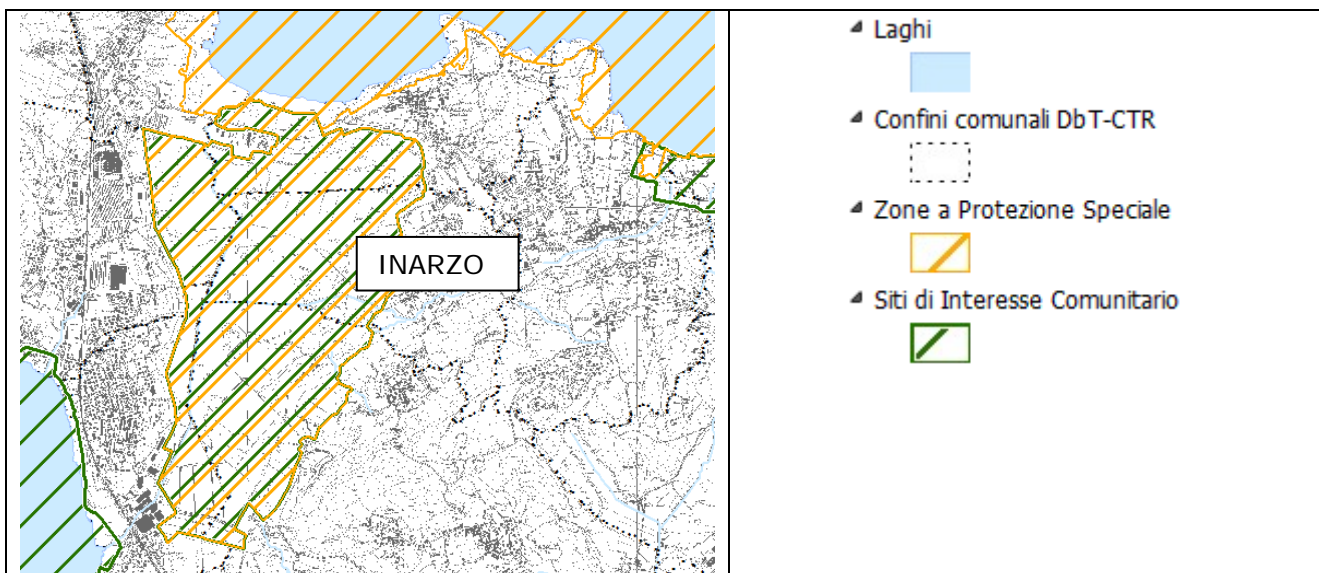 INARZO
Laghi
Confini comunali DbT-CTR
Zone a Protezione Speciale
Siti di Interesse Comunitario